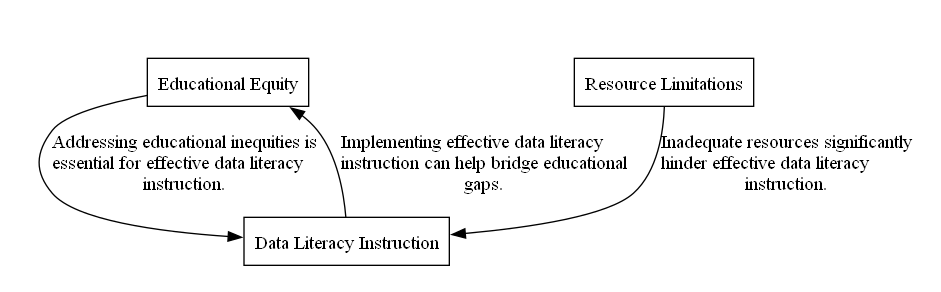 Educational Equity
Resource Limitations
Addressing educational inequities is
essential for effective data literacy
instruction.
Implementing effective data literacy
instruction can help bridge educational
gaps.
Inadequate resources significantly
hinder effective data literacy
instruction.
Data Literacy Instruction